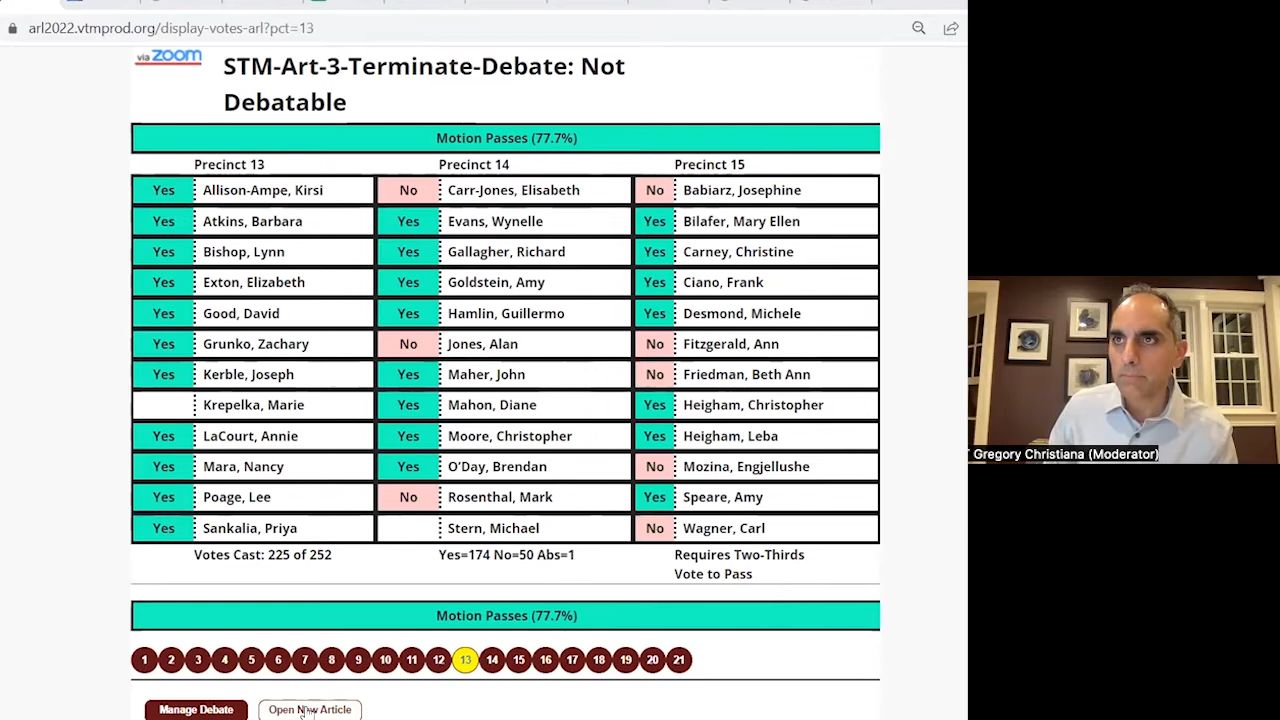 arl2022.vtmprod.org/display-votes-arl?pct=13
via zoom
STM-Art-3-Terminate-Debate: Not
Debatable
Motion Passes (77.7%)
Precinct 13 Precinct 14 Precinct 15
Yes Allison-Ampe, Kirsi No Carr-Jones, Elisabeth No Babiarz, Josephine
Yes Atkins, Barbara Yes Evans, Wynelle Yes Bilafer, Mary Ellen
Yes Bishop, Lynn Yes Gallagher, Richard Yes Carney, Christine
Yes Exton, Elizabeth Yes Goldstein, Amy Yes Ciano, Frank
Yes Good, David Yes Hamlin, Guillermo Yes Desmond, Michele
Yes Grunko, Zachary No Jones, Alan No Fitzgerald, Ann
Yes Kerble, Joseph Yes Maher, John No Friedman, Beth Ann
Krepelka, Marie Yes Mahon, Diane Yes Heigham, Christopher
Yes LaCourt, Annie Yes Moore, Christopher Yes Heigham, Leba
Yes Mara, Nancy Yes O'Day, Brendan No Mozina, Engjellushe
Yes Poage, Lee No Rosenthal, Mark Yes Speare, Amy
Yes Sankalia, Priya Stern, Michael No Wagner, Carl
Votes Cast: 225 of 252 Yes=174 No=50 Abs=1 Requires Two-Thirds
Vote to Pass
Motion Passes (77.7%)
1 2 3 4 5 6 7 8 9 10 11 12 13 14 15 16 17 18 19 20 21
Manage Debate Open New Article
Gregory Christiana (Moderator)